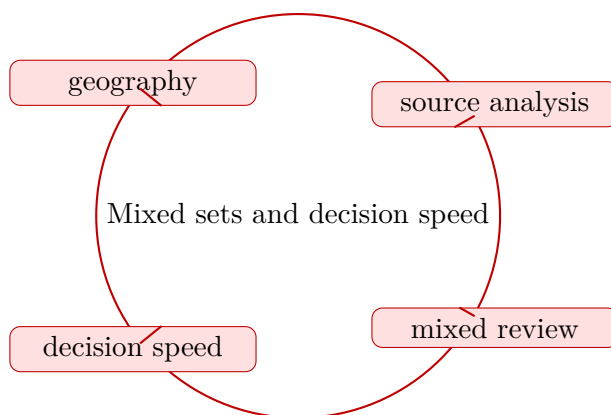 geography
source analysis
Mixed sets and decision speed
decision speed
mixed review